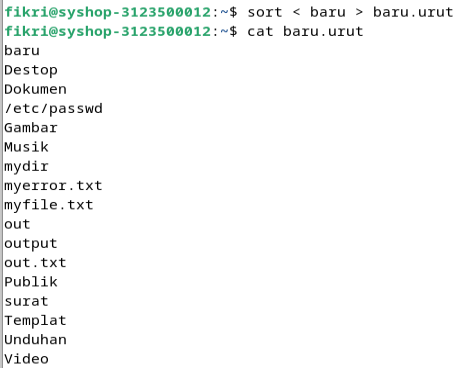 fikri@syshop-3123500012:~$ sort < baru > baru.urut
fikri@syshop-3123500012:~$ cat baru.urut
baru
Destop
Dokumen
/etc/passwd
Gambar
Musik
mydir
myerror.txt
myfile.txt
out
output
out.txt
Publik
surat
Templat
Unduhan
Video